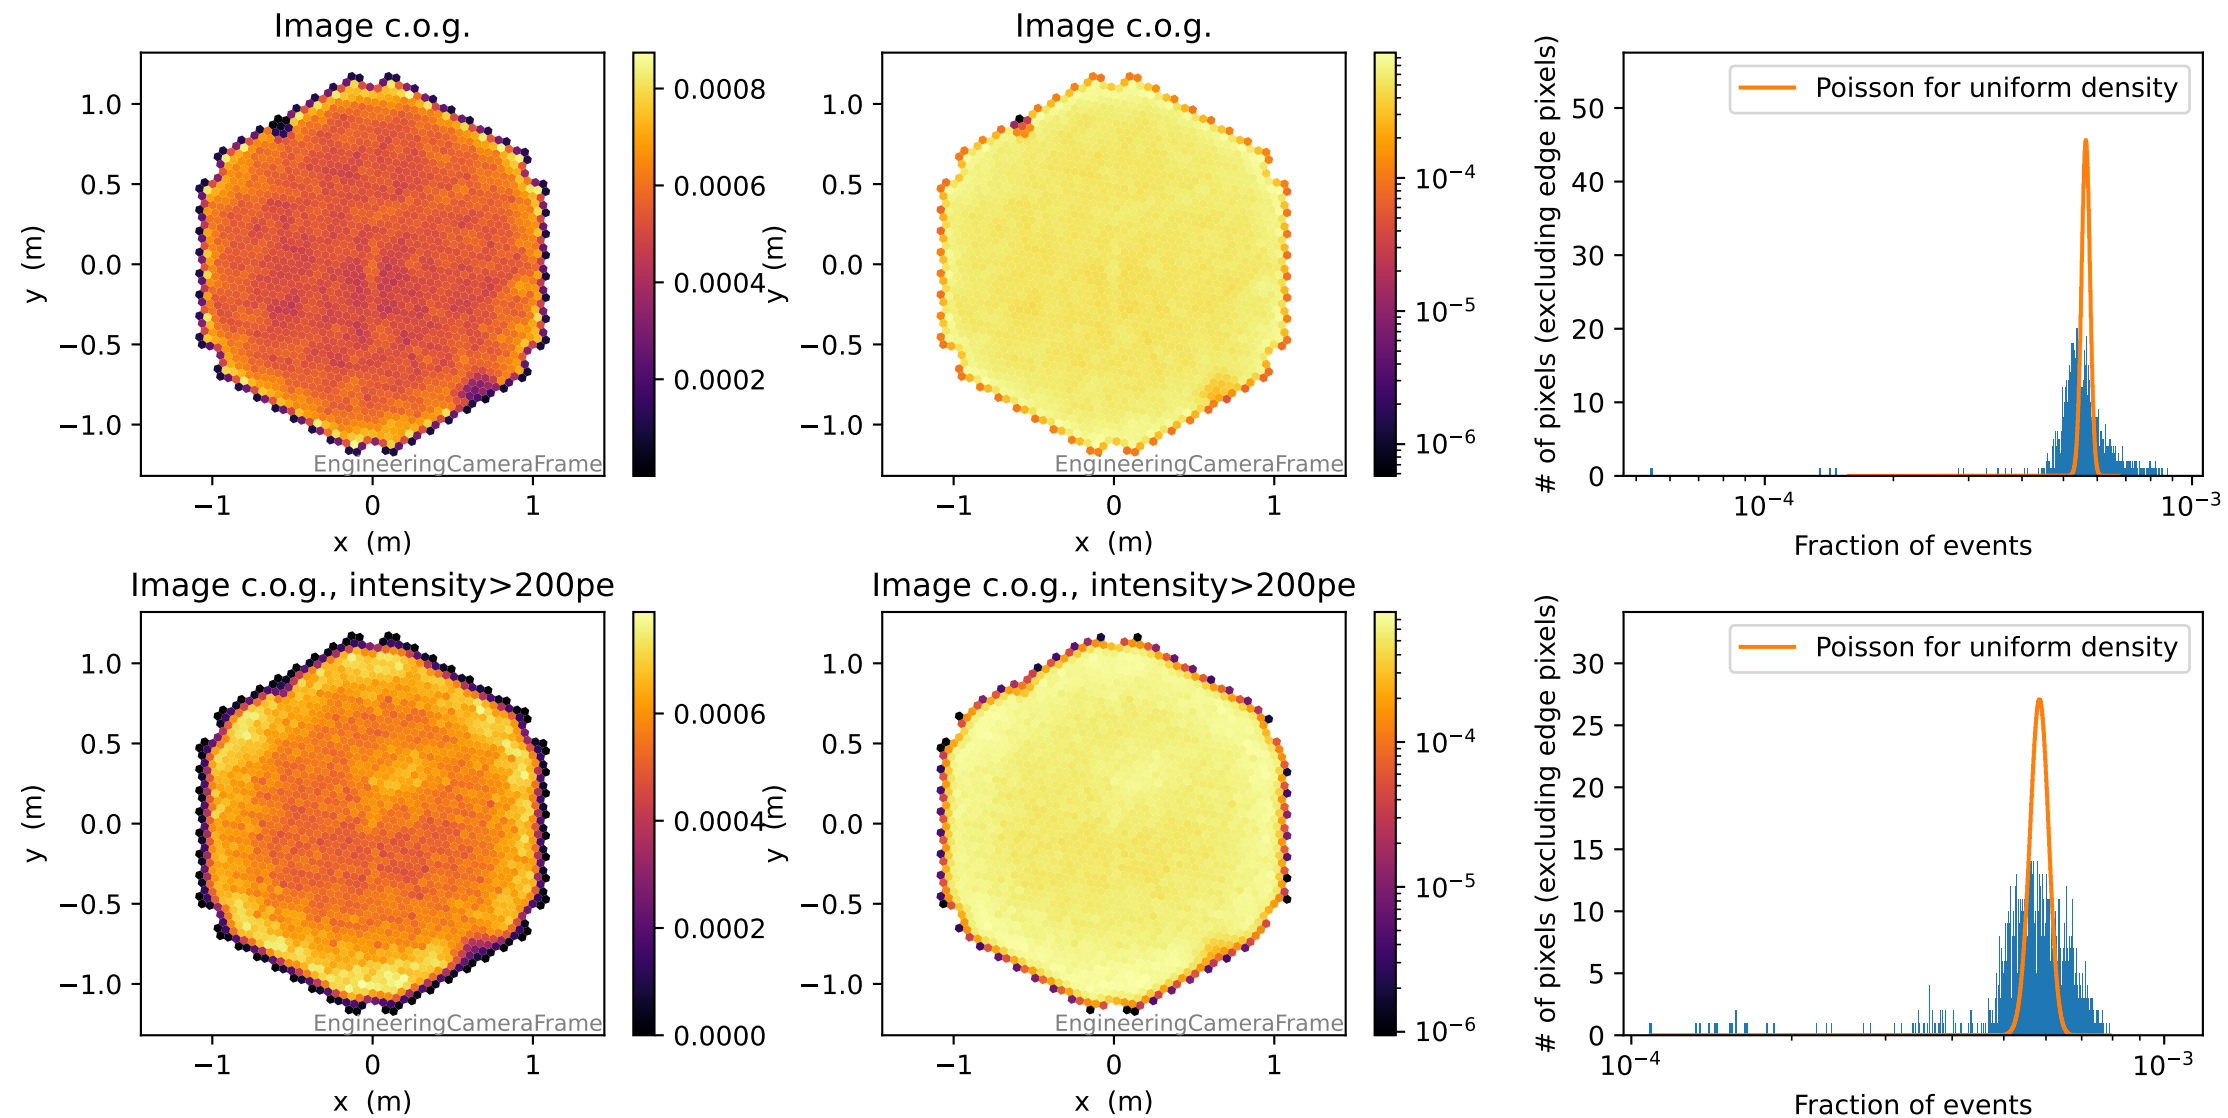 Image c.o.g.
1.0
0.5
0.0
−0.5
−1.0
y (m)
−1 0 1
x (m)
EngineeringCameraFrame
0.0008
0.0006
0.0004
0.0002
Image c.o.g.
1.0
0.5
0.0
−0.5
−1.0
y (m)
−1 0 1
x (m)
EngineeringCameraFrame
10−4
10−5
10−6
Poisson for uniform density
# of pixels (excluding edge pixels)
50
40
30
20
10
0
10−4 10−3
Fraction of events
Image c.o.g., intensity>200pe
1.0
0.5
0.0
−0.5
−1.0
y (m)
−1 0 1
x (m)
EngineeringCameraFrame
0.0006
0.0004
0.0002
0.0000
Image c.o.g., intensity>200pe
1.0
0.5
0.0
−0.5
−1.0
y (m)
−1 0 1
x (m)
EngineeringCameraFrame
10−4
10−5
10−6
Poisson for uniform density
# of pixels (excluding edge pixels)
30
25
20
15
10
5
0
10−4 10−3
Fraction of events